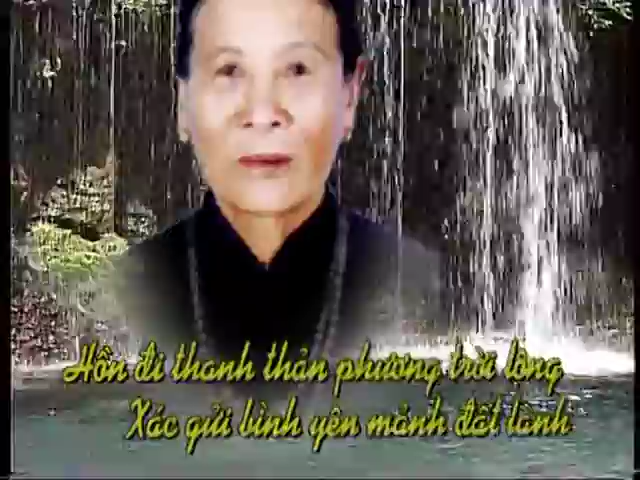 Hồn đi thanh thản phương trời lộng
Xác gửi bình yên mảnh đất lành